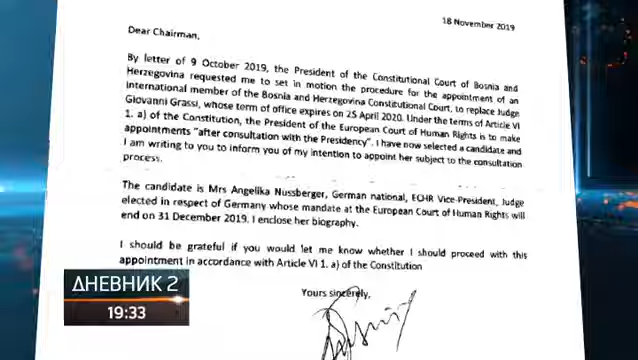 18 November 2019
Dear Chairman,
By letter of 9 October 2019, the President of the Constitutional Court of Bosnia and
Herzegovina requested me to set in motion the procedure for the appointment of an
international member of the Bosnia and Herzegovina Constitutional Court, to replace Judge
Giovanni Grassi, whose term of office expires on 25 April 2020. Under the terms of Article VI
1. a) of the Constitution, the President of the European Court of Human Rights is to make
appointments "after consultation with the Presidency". I have now selected a candidate and
I am writing to you to inform you of my intention to appoint her subject to the consultation
process.
The candidate is Mrs Angelika Nussberger, German national, ECHR Vice-President, Judge
elected in respect of Germany whose mandate at the European Court of Human Rights will
end on 31 December 2019. I enclose her biography.
I should be grateful if you would let me know whether I should proceed with this
appointment in accordance with Article VI 1. a) of the Constitution
Yours sincerely,
ДНЕВНИК 2
19:33